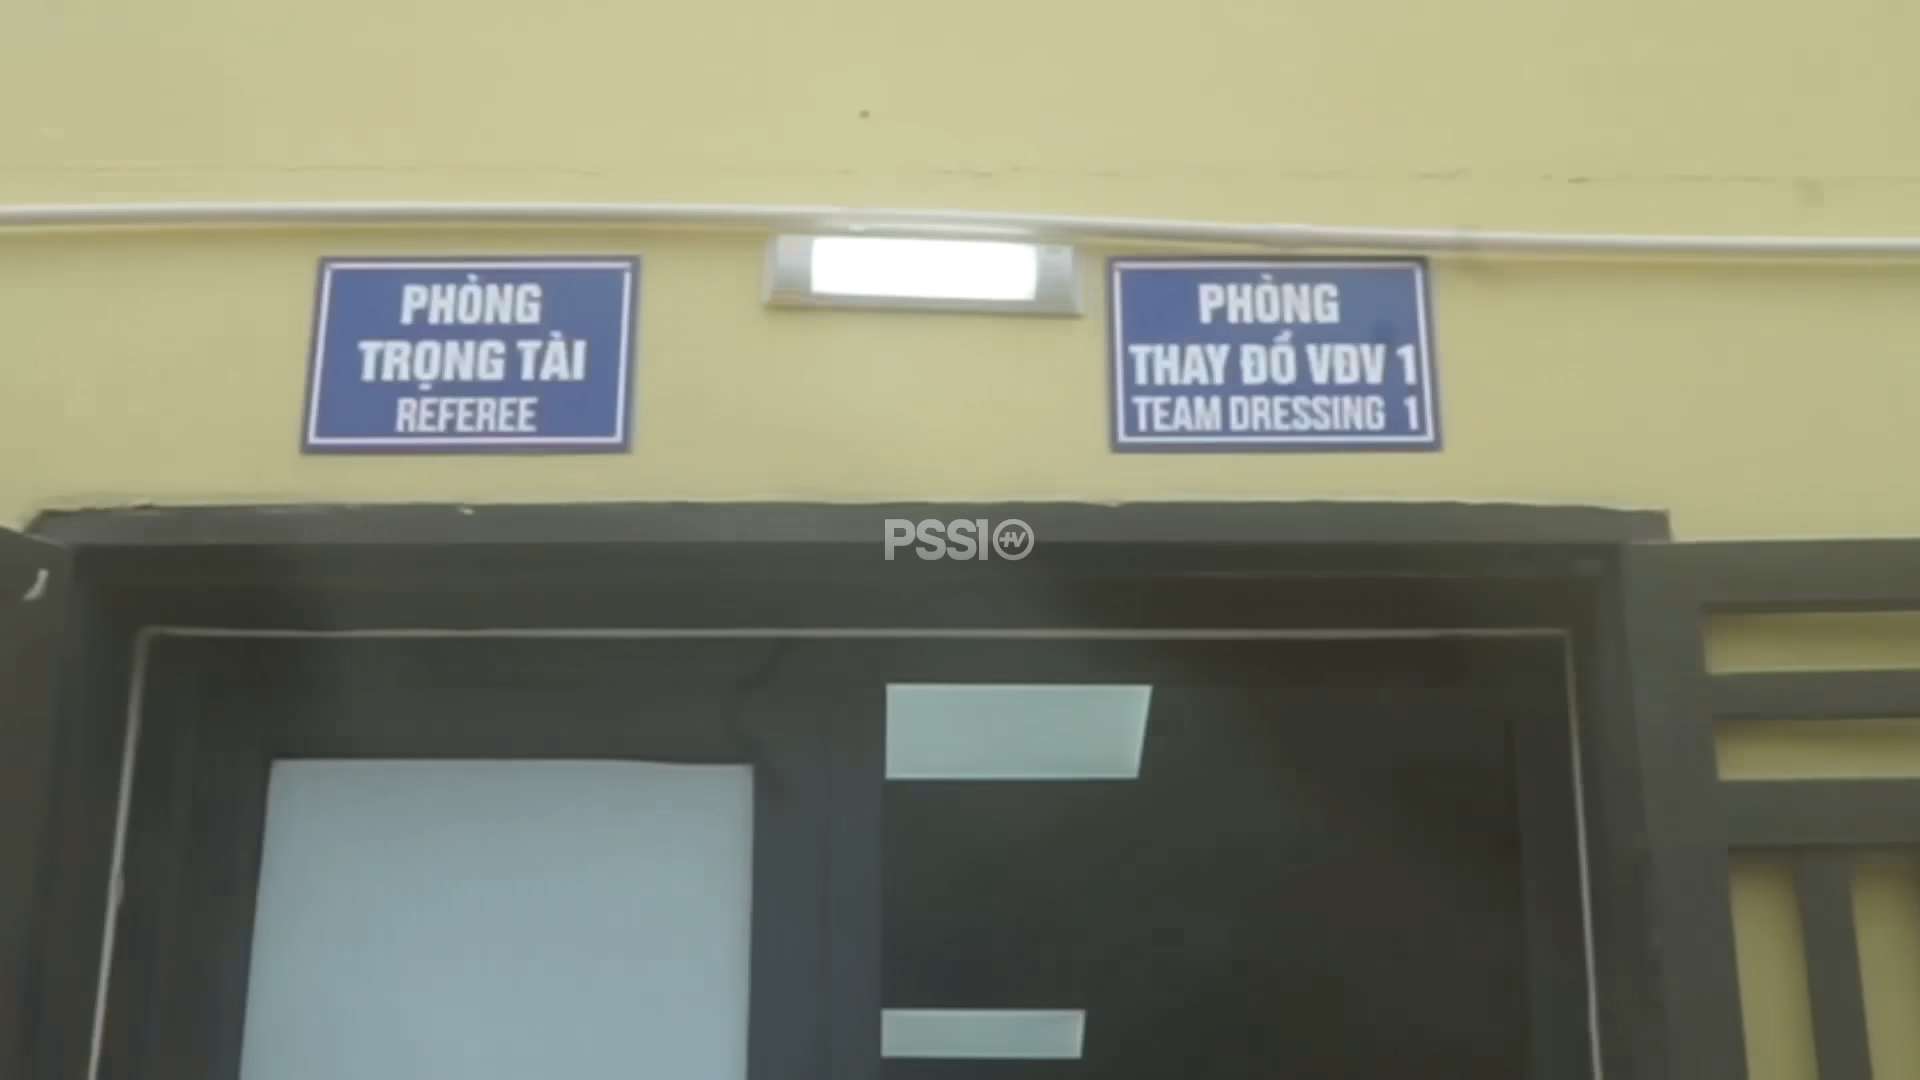 PHÒNG
TRỌNG TÀI
REFEREE
PHÒNG
THAY ĐỒ VĐV 1
TEAM DRESSING 1
PSSI tv